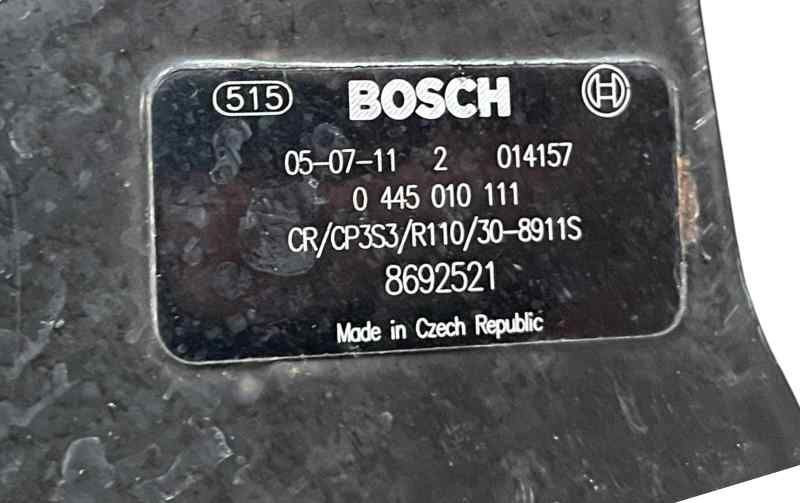 515 BOSCH
05-07-11 2 014157
0 445 010 111
CR/CP3S3/R110/30-8911S
8692521
Made in Czech Republic